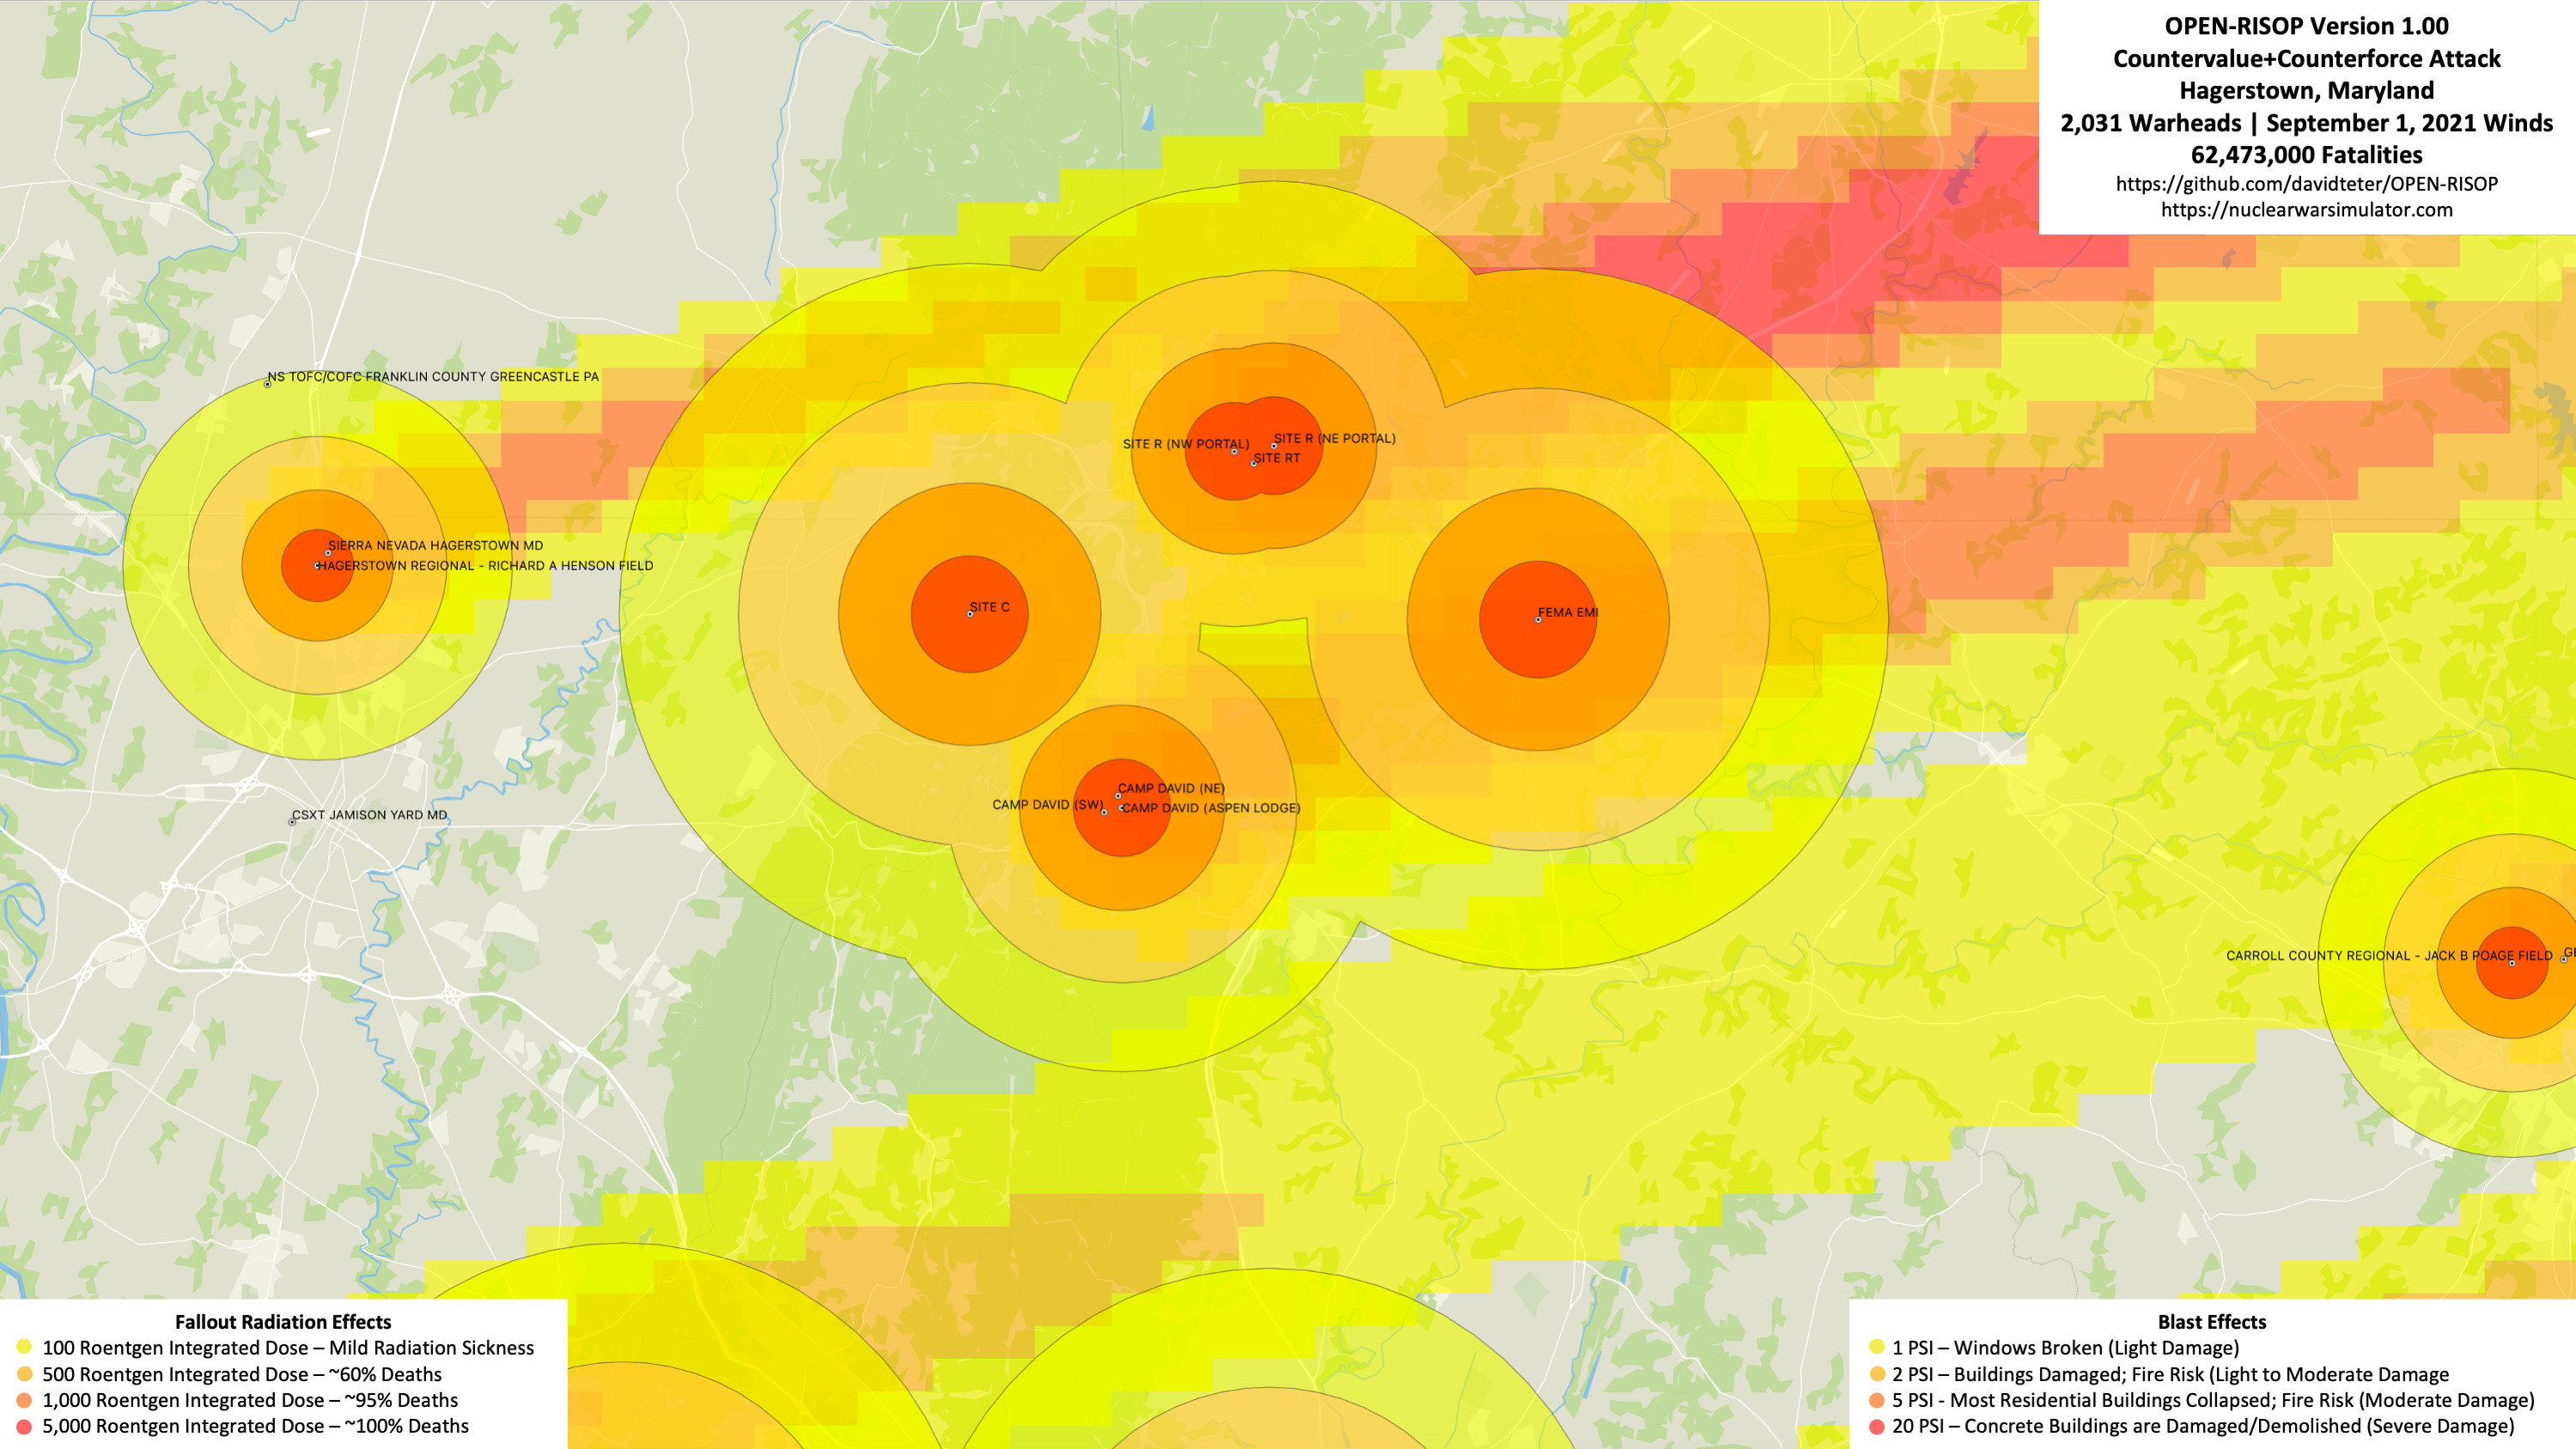 OPEN-RISOP Version 1.00
Countervalue+Counterforce Attack
Hagerstown, Maryland
2,031 Warheads | September 1, 2021 Winds
62,473,000 Fatalities
https://github.com/davidteter/OPEN-RISOP
https://nuclearwarsimulator.com
NS TOFC/COFC FRANKLIN COUNTY GREENCASTLE PA
SITE R (NW PORTAL)
SITE R (NE PORTAL)
SITE RT
SIERRA NEVADA HAGERSTOWN MD
HAGERSTOWN REGIONAL - RICHARD A HENSON FIELD
SITE C
FEMA EMI
CAMP DAVID (NE)
CAMP DAVID (SW)
CAMP DAVID (ASPEN LODGE)
CSXT JAMISON YARD MD
CARROLL COUNTY REGIONAL - JACK B POAGE FIELD
Fallout Radiation Effects
100 Roentgen Integrated Dose – Mild Radiation Sickness
500 Roentgen Integrated Dose – ~60% Deaths
1,000 Roentgen Integrated Dose – ~95% Deaths
5,000 Roentgen Integrated Dose – ~100% Deaths
Blast Effects
1 PSI – Windows Broken (Light Damage)
2 PSI – Buildings Damaged; Fire Risk (Light to Moderate Damage
5 PSI - Most Residential Buildings Collapsed; Fire Risk (Moderate Damage)
20 PSI – Concrete Buildings are Damaged/Demolished (Severe Damage)